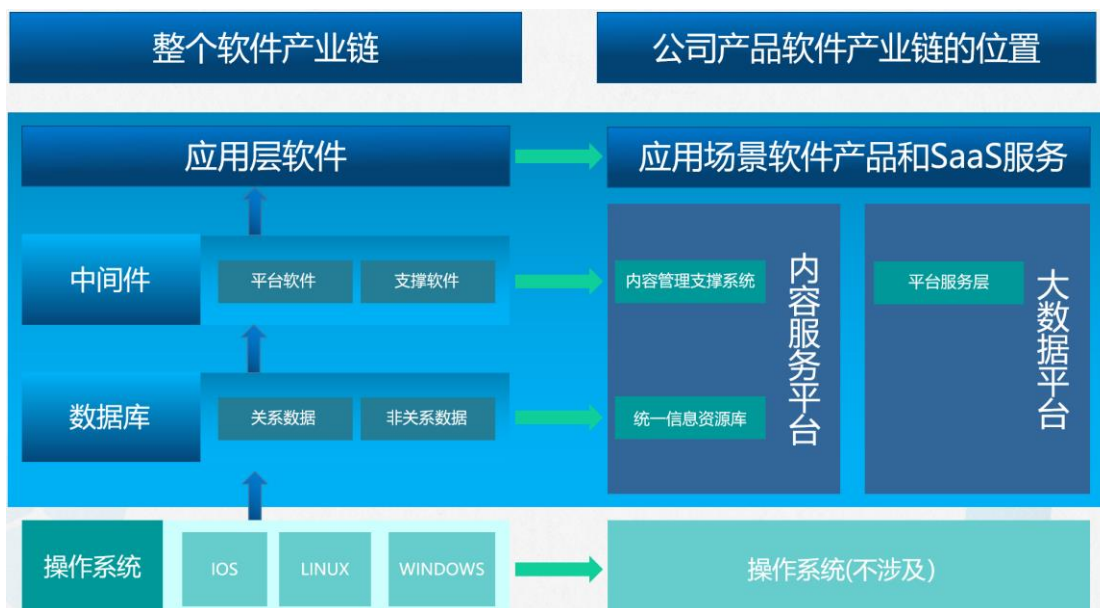 整个软件产业链
公司产品软件产业链的位置
应用层软件
应用场景软件产品和SaaS服务
中间件
平台软件
支撑软件
内容管理支撑系统
内容服务平台
平台服务层
大数据平台
数据库
关系数据
非关系数据
统一信息资源库
操作系统
IOS
LINUX
WINDOWS
操作系统(不涉及)